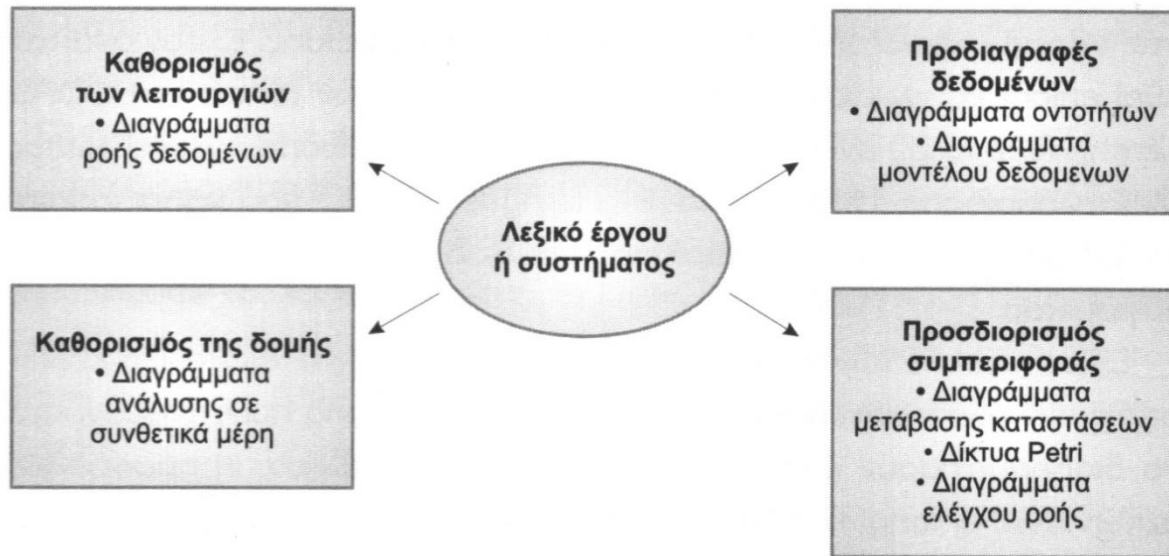 Καθορισμός
των λειτουργιών
• Διαγράμματα
ροής δεδομένων
Προδιαγραφές
δεδομένων
• Διαγράμματα οντοτήτων
• Διαγράμματα
μοντέλου δεδομενων
Λεξικό έργου
ή συστήματος
Καθορισμός της δομής
• Διαγράμματα
ανάλυσης σε
συνθετικά μέρη
Προσδιορισμός
συμπεριφοράς
• Διαγράμματα
μετάβασης καταστάσεων
• Δίκτυα Petri
• Διαγράμματα
ελέγχου ροής